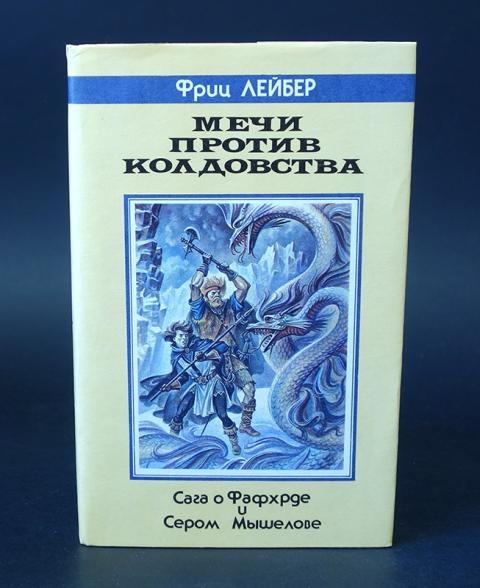 Фриц ЛЕЙБЕР
МЕЧИ
ПРОТИВ
КОЛДОВСТВА
Сага о Фафхрде
и
Сером Мышелове